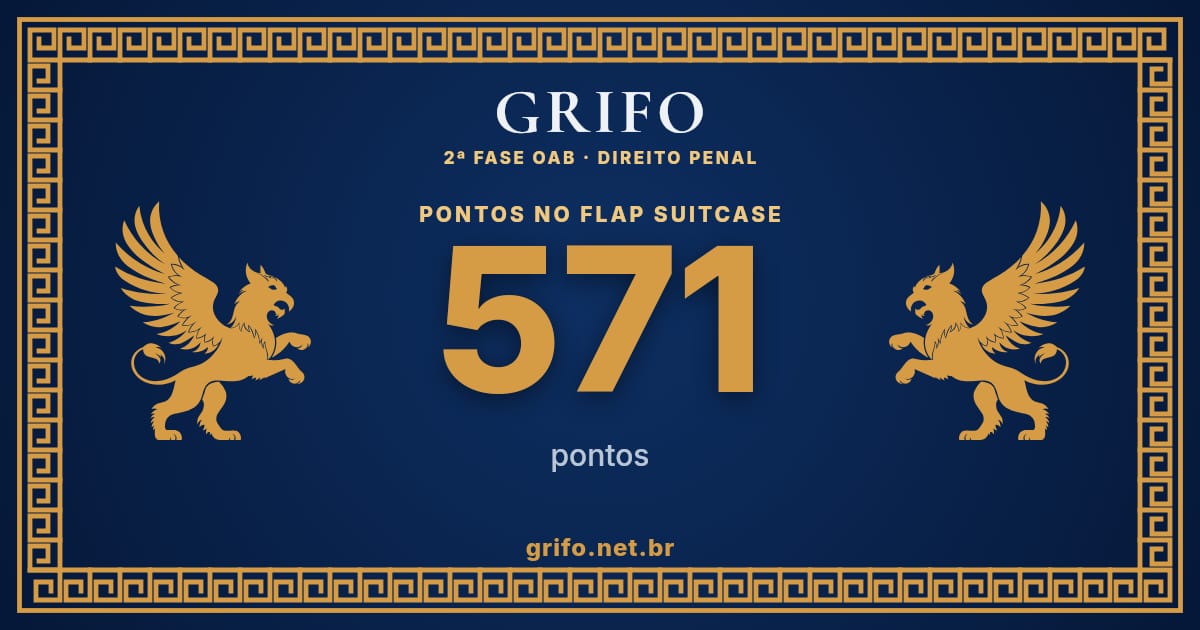 GRIFO
2ª FASE OAB · DIREITO PENAL
PONTOS NO FLAP SUITCASE
571
pontos
grifo.net.br